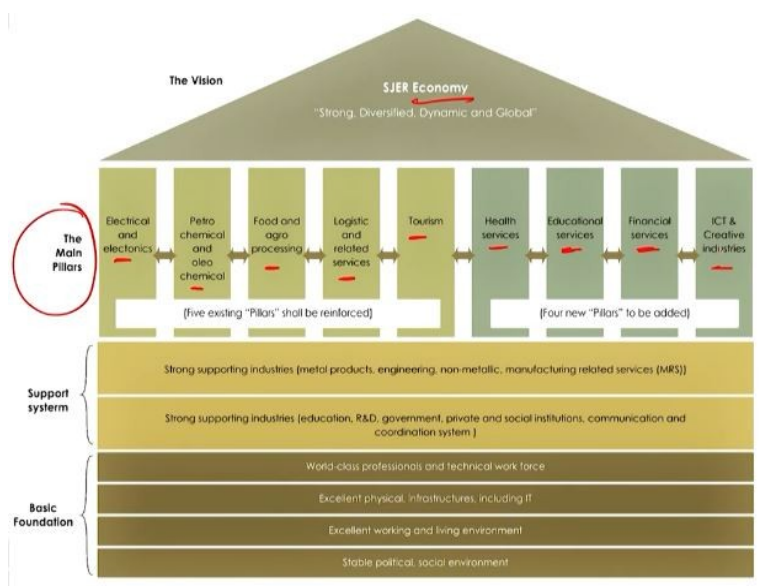 The Vision
SJER Economy
"Strong, Diversified, Dynamic and Global"
The
Main
Pillars
Electrical
and
electonics
Petro
chemical
and
oleo
chemical
Food and
agro
processing
Logistic
and
related
services
Tourism
Health
services
Educational
services
Financial
services
ICT &
Creative
industries
(Five existing "Pillars" shall be reinforced)
(Four new "Pillars" to be added)
Support
systerm
Strong supporting industries (metal products, engineering, non-metallic, manufacturing related services (MRS))
Strong supporting industries (education, R&D, government, private and social institutions, communication and
coordination system )
Basic
Foundation
World-class professionals and technical work force
Excellent physical, infrastructures, including IT
Excellent working and living environment
Stable political, social environment